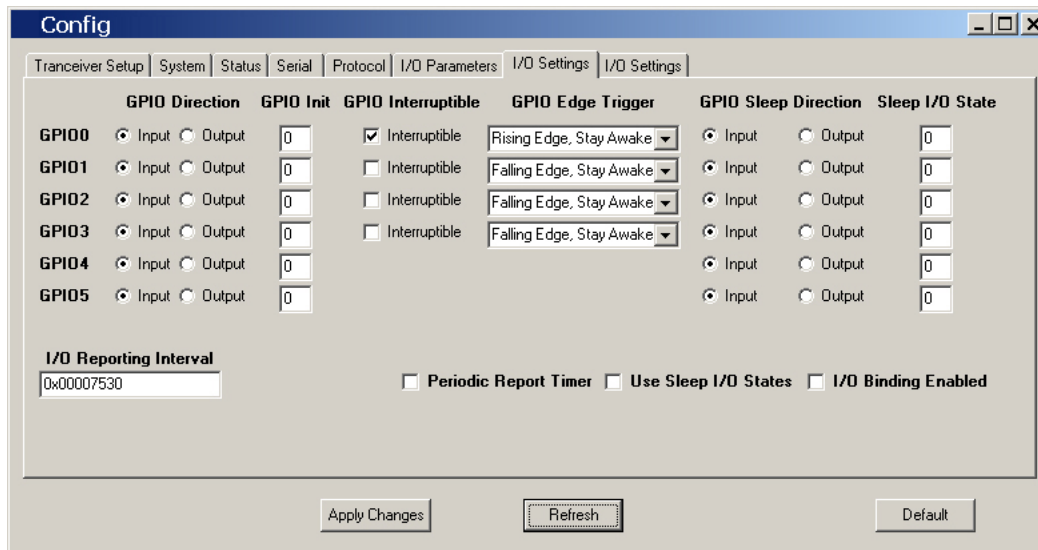 Config
Tranceiver Setup System Status Serial Protocol I/O Parameters I/O Settings I/O Settings
GPIO Direction GPIO Init GPIO Interruptible GPIO Edge Trigger GPIO Sleep Direction Sleep I/O State
GPIO0 Input Output 0 Interruptible Rising Edge, Stay Awake Input Output 0
GPIO1 Input Output 0 Interruptible Falling Edge, Stay Awake Input Output 0
GPIO2 Input Output 0 Interruptible Falling Edge, Stay Awake Input Output 0
GPIO3 Input Output 0 Interruptible Falling Edge, Stay Awake Input Output 0
GPIO4 Input Output 0 Input Output 0
GPIO5 Input Output 0 Input Output 0
I/O Reporting Interval
0x00007530 Periodic Report Timer Use Sleep I/O States I/O Binding Enabled
Apply Changes Refresh Default